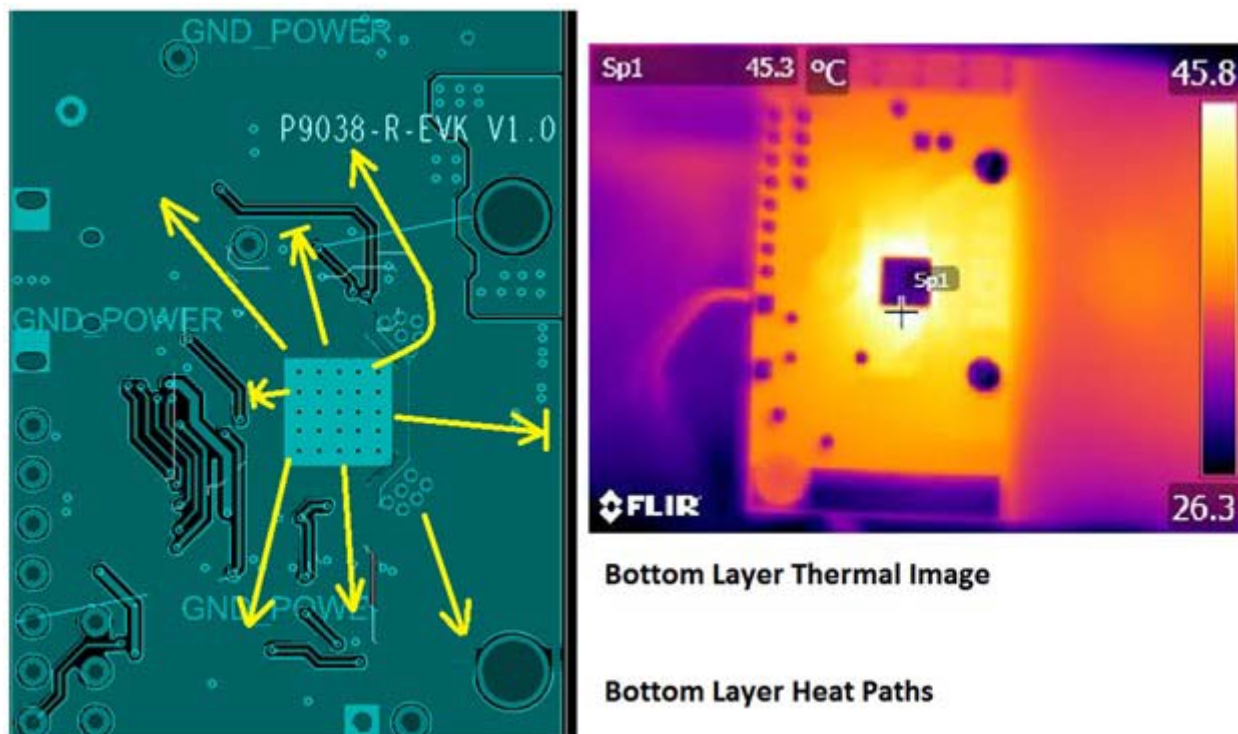 GND_POWER
P9038-R-EVK V1.0
GND_POWER
GND_POWER
Sp1 45.3 °C 45.8
Sp1
FLIR 26.3
Bottom Layer Thermal Image
Bottom Layer Heat Paths